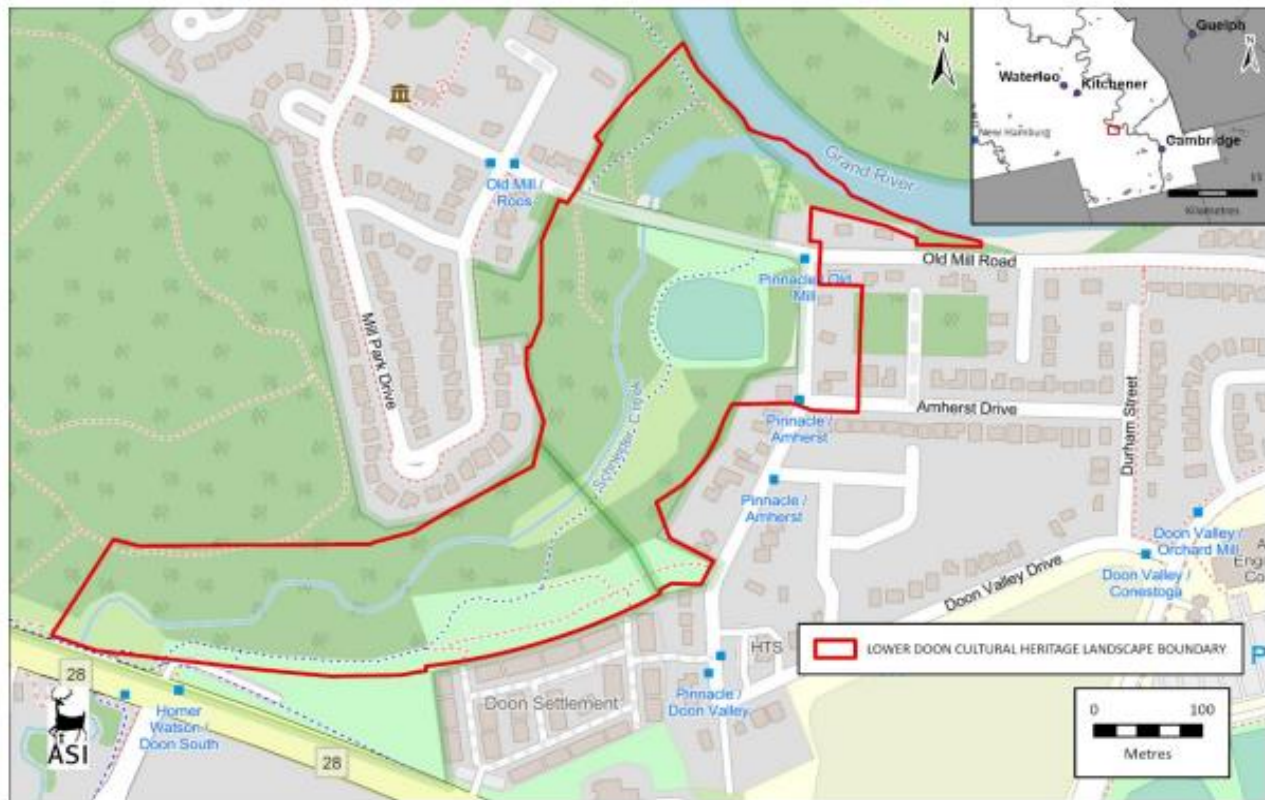 N
Guelph
N
Waterloo
Kitchener
New Hamburg
Cambridge
Kilometres
Grand River
Old Mill /
Roos
Pinnacle / Old
Mill
Old Mill Road
Mill Park Drive
Schneider Creek
Pinnacle /
Amherst
Amherst Drive
Durham Street
Pinnacle /
Amherst
Doon Valley /
Orchard Mill
Doon Valley /
Conestoga
Doon Valley Drive
LOWER DOON CULTURAL HERITAGE LANDSCAPE BOUNDARY
HTS
P
28
Doon Settlement
Pinnacle /
Doon Valley
Homer
Watson /
Doon South
ASI
28
0 100
Metres